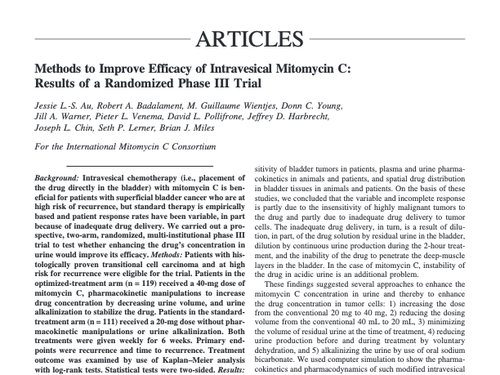 ARTICLES
Methods to Improve Efficacy of Intravesical Mitomycin C:
Results of a Randomized Phase III Trial
Jessie L.-S. Au, Robert A. Badalament, M. Guillaume Wientjes, Donn C. Young,
Jill A. Warner, Pieter L. Venema, David L. Pollifrone, Jeffrey D. Harbrecht,
Joseph L. Chin, Seth P. Lerner, Brian J. Miles
For the International Mitomycin C Consortium
Background: Intravesical chemotherapy (i.e., placement of
the drug directly in the bladder) with mitomycin C is ben-
eficial for patients with superficial bladder cancer who are at
high risk of recurrence, but standard therapy is empirically
based and patient response rates have been variable, in part
because of inadequate drug delivery. We carried out a pro-
spective, two-arm, randomized, multi-institutional phase III
trial to test whether enhancing the drug's concentration in
urine would improve its efficacy. Methods: Patients with his-
tologically proven transitional cell carcinoma and at high
risk for recurrence were eligible for the trial. Patients in the
optimized-treatment arm (n = 119) received a 40-mg dose of
mitomycin C, pharmacokinetic manipulations to increase
drug concentration by decreasing urine volume, and urine
alkalinization to stabilize the drug. Patients in the standard-
treatment arm (n = 111) received a 20-mg dose without phar-
macokinetic manipulations or urine alkalinization. Both
treatments were given weekly for 6 weeks. Primary end-
points were recurrence and time to recurrence. Treatment
outcome was examined by use of Kaplan–Meier analysis
with log-rank tests. Statistical tests were two-sided. Results:
sitivity of bladder tumors in patients, plasma and urine pharma-
cokinetics in animals and patients, and spatial drug distribution
in bladder tissues in animals and patients. On the basis of these
studies, we concluded that the variable and incomplete response
is partly due to the insensitivity of highly malignant tumors to
the drug and partly due to inadequate drug delivery to tumor
cells. The inadequate drug delivery, in turn, is a result of dilu-
tion, in part, of the drug solution by residual urine in the bladder,
dilution by continuous urine production during the 2-hour treat-
ment, and the inability of the drug to penetrate the deep-muscle
layers in the bladder. In the case of mitomycin C, instability of
the drug in acidic urine is an additional problem.
These findings suggested several approaches to enhance the
mitomycin C concentration in urine and thereby to enhance
the drug concentration in tumor cells: 1) increasing the dose
from the conventional 20 mg to 40 mg, 2) reducing the dosing
volume from the conventional 40 mL to 20 mL, 3) minimizing
the volume of residual urine at the time of treatment, 4) reducing
urine production before and during treatment by voluntary
dehydration, and 5) alkalinizing the urine by use of oral sodium
bicarbonate. We used computer simulation to show the pharma-
cokinetics and pharmacodynamics of such modified intravesical